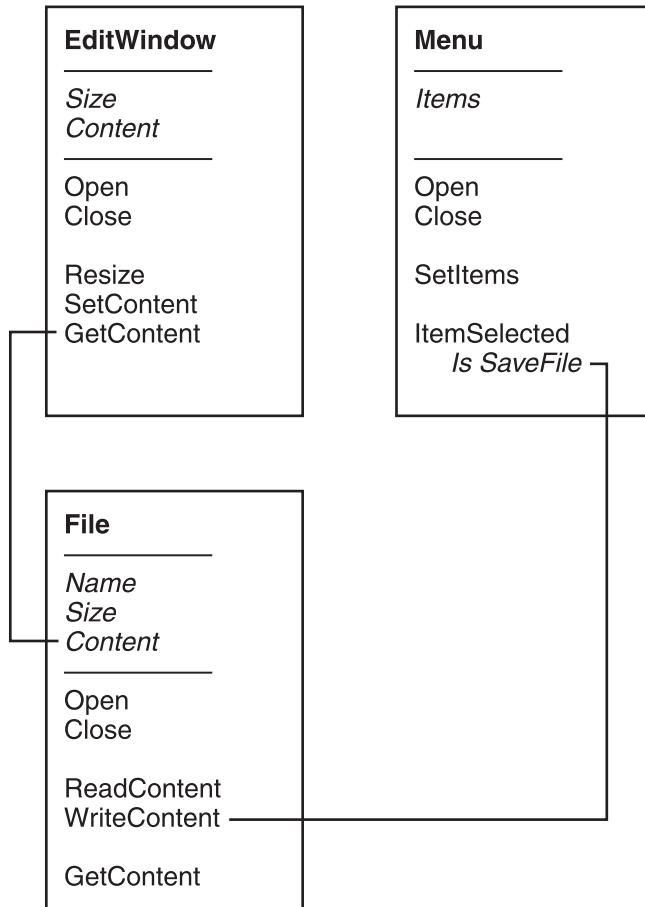 EditWindow
Size
Content
Open
Close
Resize
SetContent
GetContent
Menu
Items
Open
Close
SetItems
ItemSelected
Is SaveFile
File
Name
Size
Content
Open
Close
ReadContent
WriteContent
GetContent